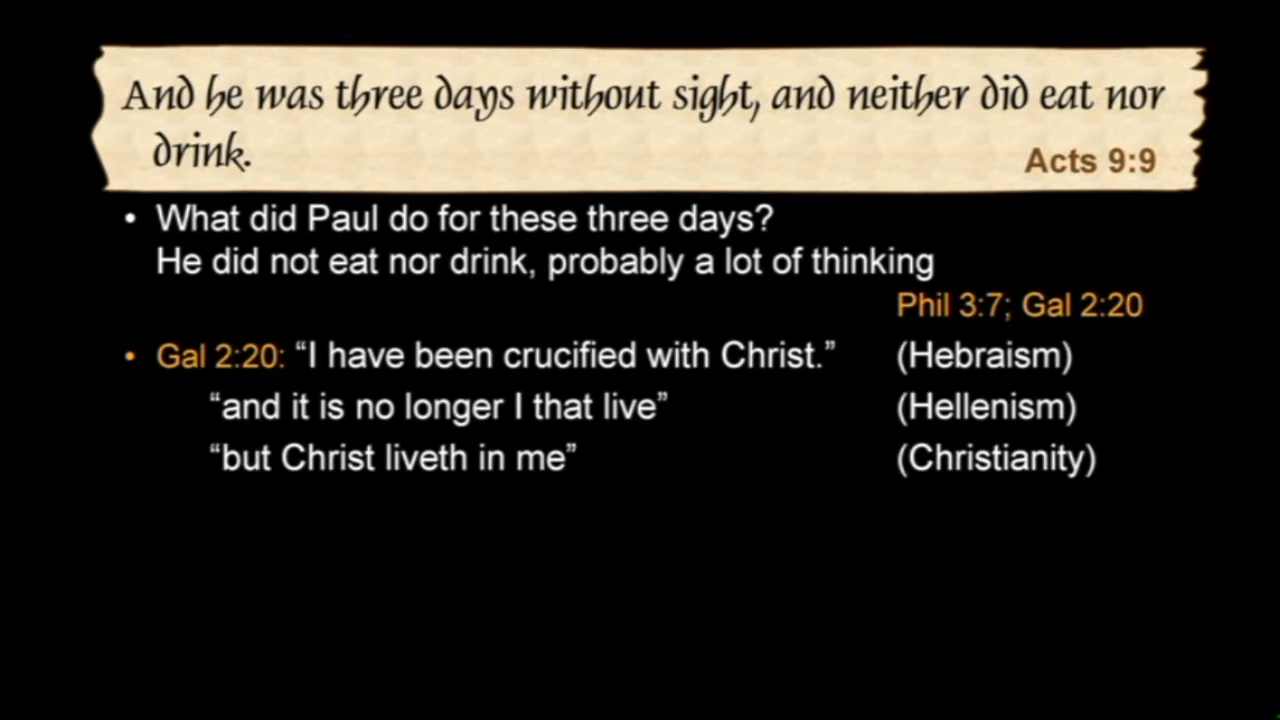 And he was three days without sight, and neither did eat nor
drink.
Acts 9:9
• What did Paul do for these three days?
He did not eat nor drink, probably a lot of thinking
Phil 3:7; Gal 2:20
• Gal 2:20: “I have been crucified with Christ.” (Hebraism)
“and it is no longer I that live” (Hellenism)
“but Christ liveth in me” (Christianity)